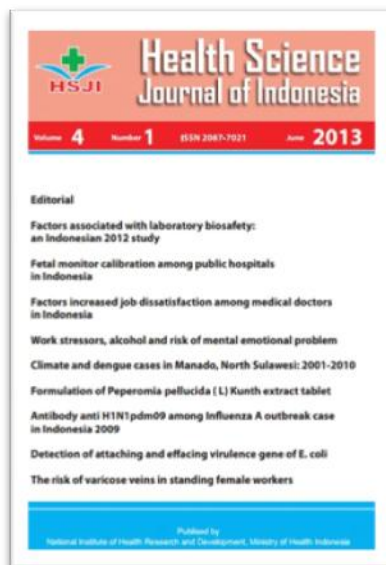 HSJI
Health Science
Journal of Indonesia
Volume 4 Number 1 ISSN 2087-7021 June 2013
Editorial
Factors associated with laboratory biosafety:
an Indonesian 2012 study
Fetal monitor calibration among public hospitals
in Indonesia
Factors increased job dissatisfaction among medical doctors
in Indonesia
Work stressors, alcohol and risk of mental emotional problem
Climate and dengue cases in Manado, North Sulawesi: 2001-2010
Formulation of Peperomia pellucida ( L) Kunth extract tablet
Antibody anti H1N1pdm09 among Influenza A outbreak case
in Indonesia 2009
Detection of attaching and effacing virulence gene of E. coli
The risk of varicose veins in standing female workers
Published by
National Institute of Health Research and Development, Ministry of Health Indonesia